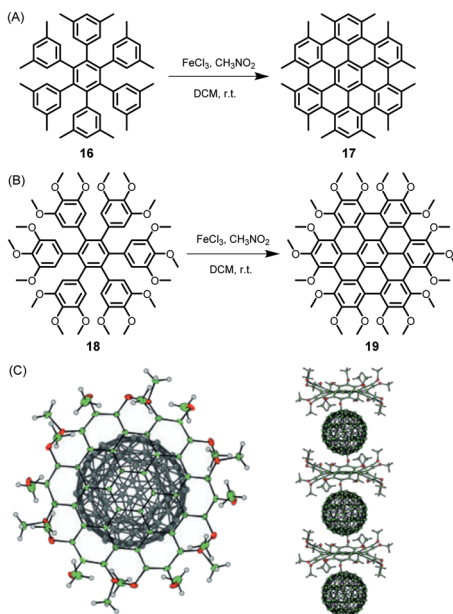 (A)
FeCl₃, CH₃NO₂
DCM, r.t.
16
17
(B)
FeCl₃, CH₃NO₂
DCM, r.t.
18
19
(C)